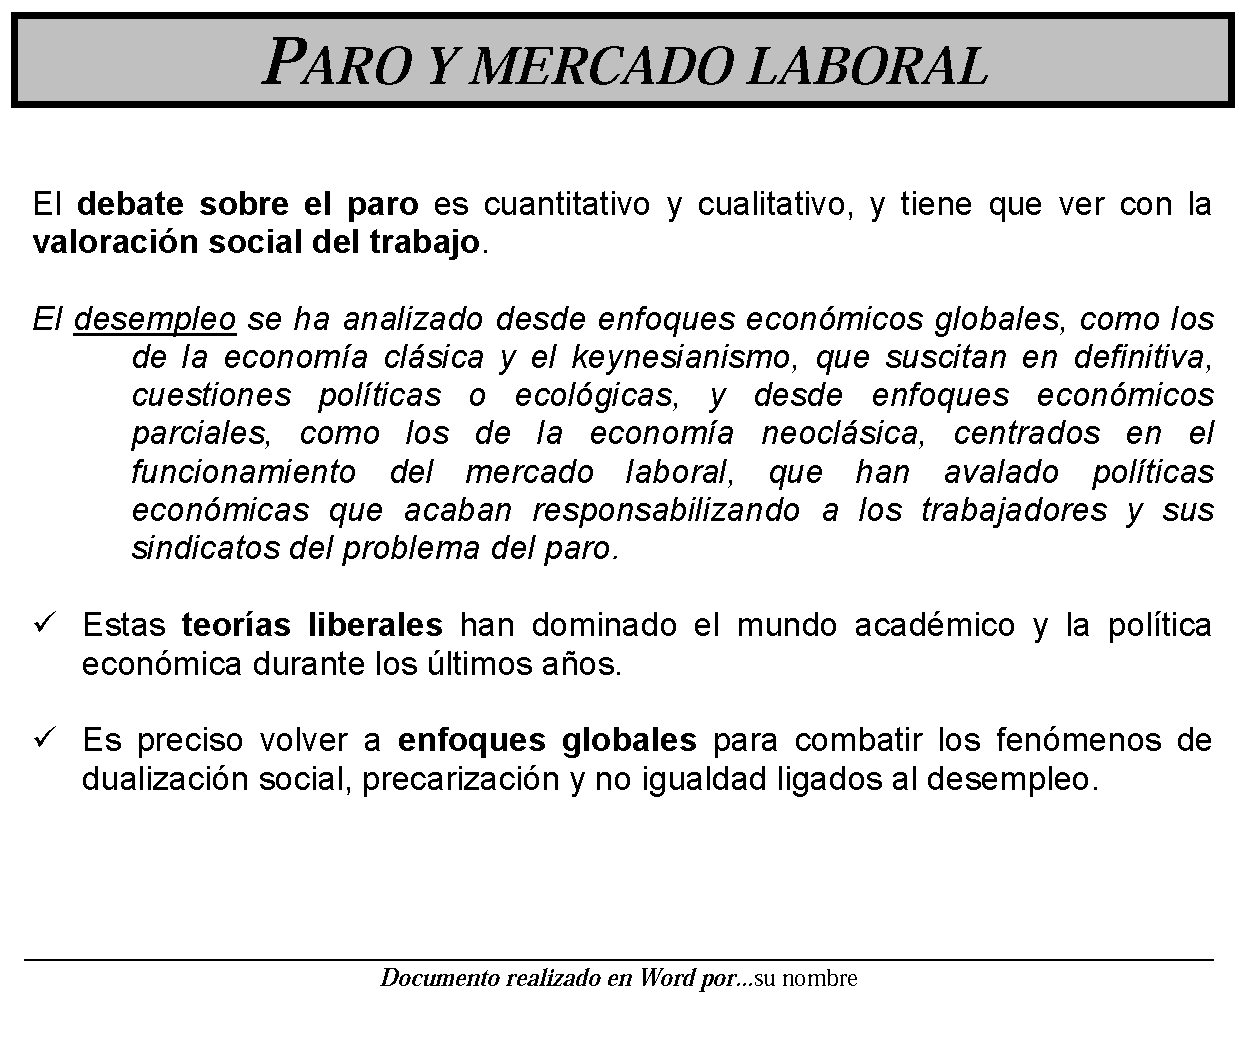 PARO Y MERCADO LABORAL
El debate sobre el paro es cuantitativo y cualitativo, y tiene que ver con la
valoración social del trabajo.
El desempleo se ha analizado desde enfoques económicos globales, como los
de la economía clásica y el keynesianismo, que suscitan en definitiva,
cuestiones políticas o ecológicas, y desde enfoques económicos
parciales, como los de la economía neoclásica, centrados en el
funcionamiento del mercado laboral, que han avalado políticas
económicas que acaban responsabilizando a los trabajadores y sus
sindicatos del problema del paro.
✓ Estas teorías liberales han dominado el mundo académico y la política
económica durante los últimos años.
✓ Es preciso volver a enfoques globales para combatir los fenómenos de
dualización social, precarización y no igualdad ligados al desempleo.
Documento realizado en Word por...su nombre